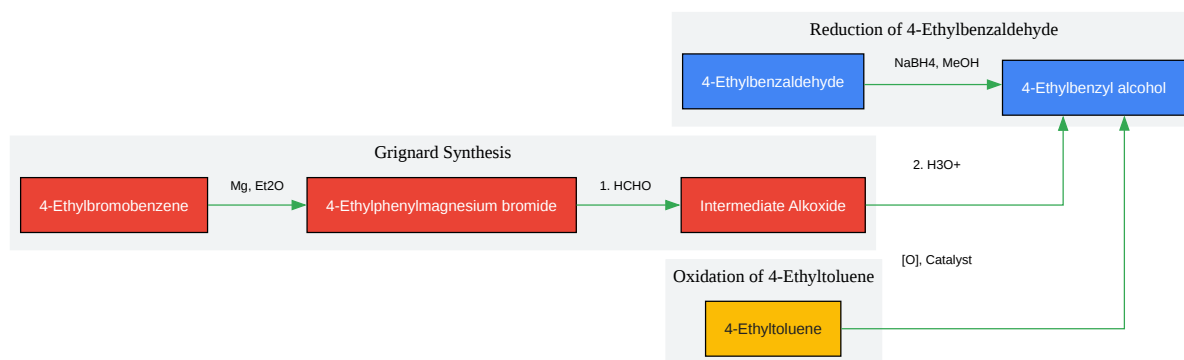 Reduction of 4-Ethylbenzaldehyde
4-Ethylbenzaldehyde
NaBH4, MeOH
4-Ethylbenzyl alcohol
Grignard Synthesis
4-Ethylbromobenzene
Mg, Et2O
4-Ethylphenylmagnesium bromide
1. HCHO
Intermediate Alkoxide
2. H3O+
Oxidation of 4-Ethyltoluene
4-Ethyltoluene
[O], Catalyst